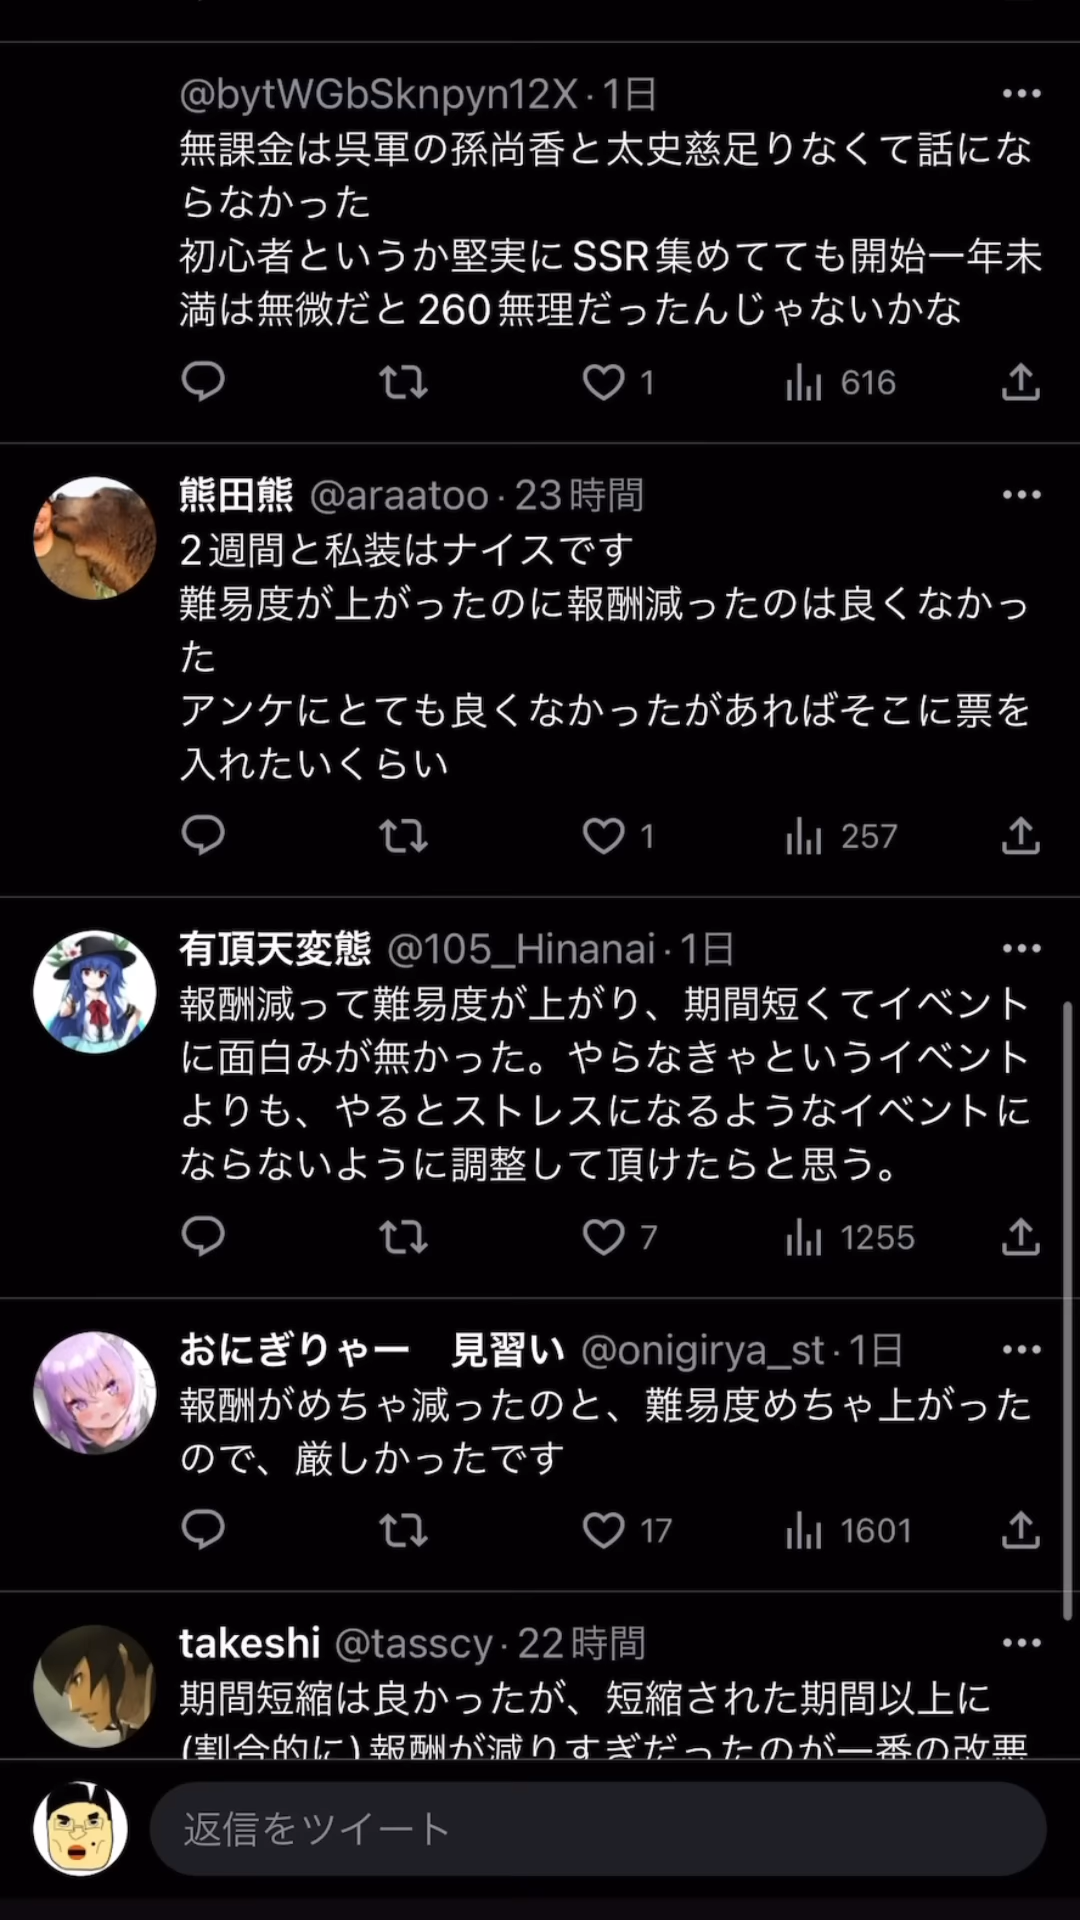 @bytWGbSknpyn12X · 1日
無課金は呉軍の孫尚香と太史慈足りなくて話にな
らなかった
初心者というか堅実にSSR集めてても開始一年未
満は無微だと260無理だったんじゃないかな
1 616
熊田熊 @araatoo · 23時間
2週間と私装はナイスです
難易度が上がったのに報酬減ったのは良くなかっ
た
アンケにとても良くなかったがあればそこに票を
入れたいくらい
1 257
有頂天変態 @105_Hinanai · 1日
報酬減って難易度が上がり、期間短くてイベント
に面白みが無かった。やらなきゃというイベント
よりも、やるとストレスになるようなイベントに
ならないように調整して頂けたらと思う。
7 1255
おにぎりゃー 見習い @onigirya_st · 1日
報酬がめちゃ減ったのと、難易度めちゃ上がった
ので、厳しかったです
17 1601
takeshi @tasscy · 22時間
期間短縮は良かったが、短縮された期間以上に
(割合的に)報酬が減りすぎだったのが一番の改悪
返信をツイート